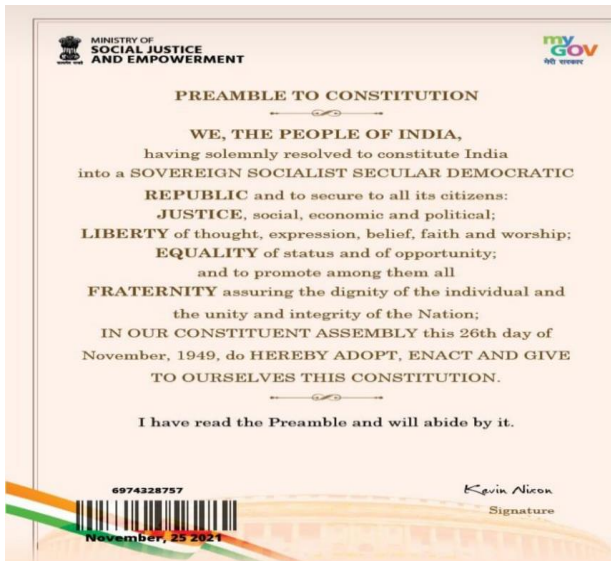 MINISTRY OF
SOCIAL JUSTICE
AND EMPOWERMENT
my
GOV
मेरी सरकार
PREAMBLE TO CONSTITUTION
WE, THE PEOPLE OF INDIA,
having solemnly resolved to constitute India
into a SOVEREIGN SOCIALIST SECULAR DEMOCRATIC
REPUBLIC and to secure to all its citizens:
JUSTICE, social, economic and political;
LIBERTY of thought, expression, belief, faith and worship;
EQUALITY of status and of opportunity;
and to promote among them all
FRATERNITY assuring the dignity of the individual and
the unity and integrity of the Nation;
IN OUR CONSTITUENT ASSEMBLY this 26th day of
November, 1949, do HEREBY ADOPT, ENACT AND GIVE
TO OURSELVES THIS CONSTITUTION.
I have read the Preamble and will abide by it.
6974328757
November, 25 2021
Kevin Nixon
Signature